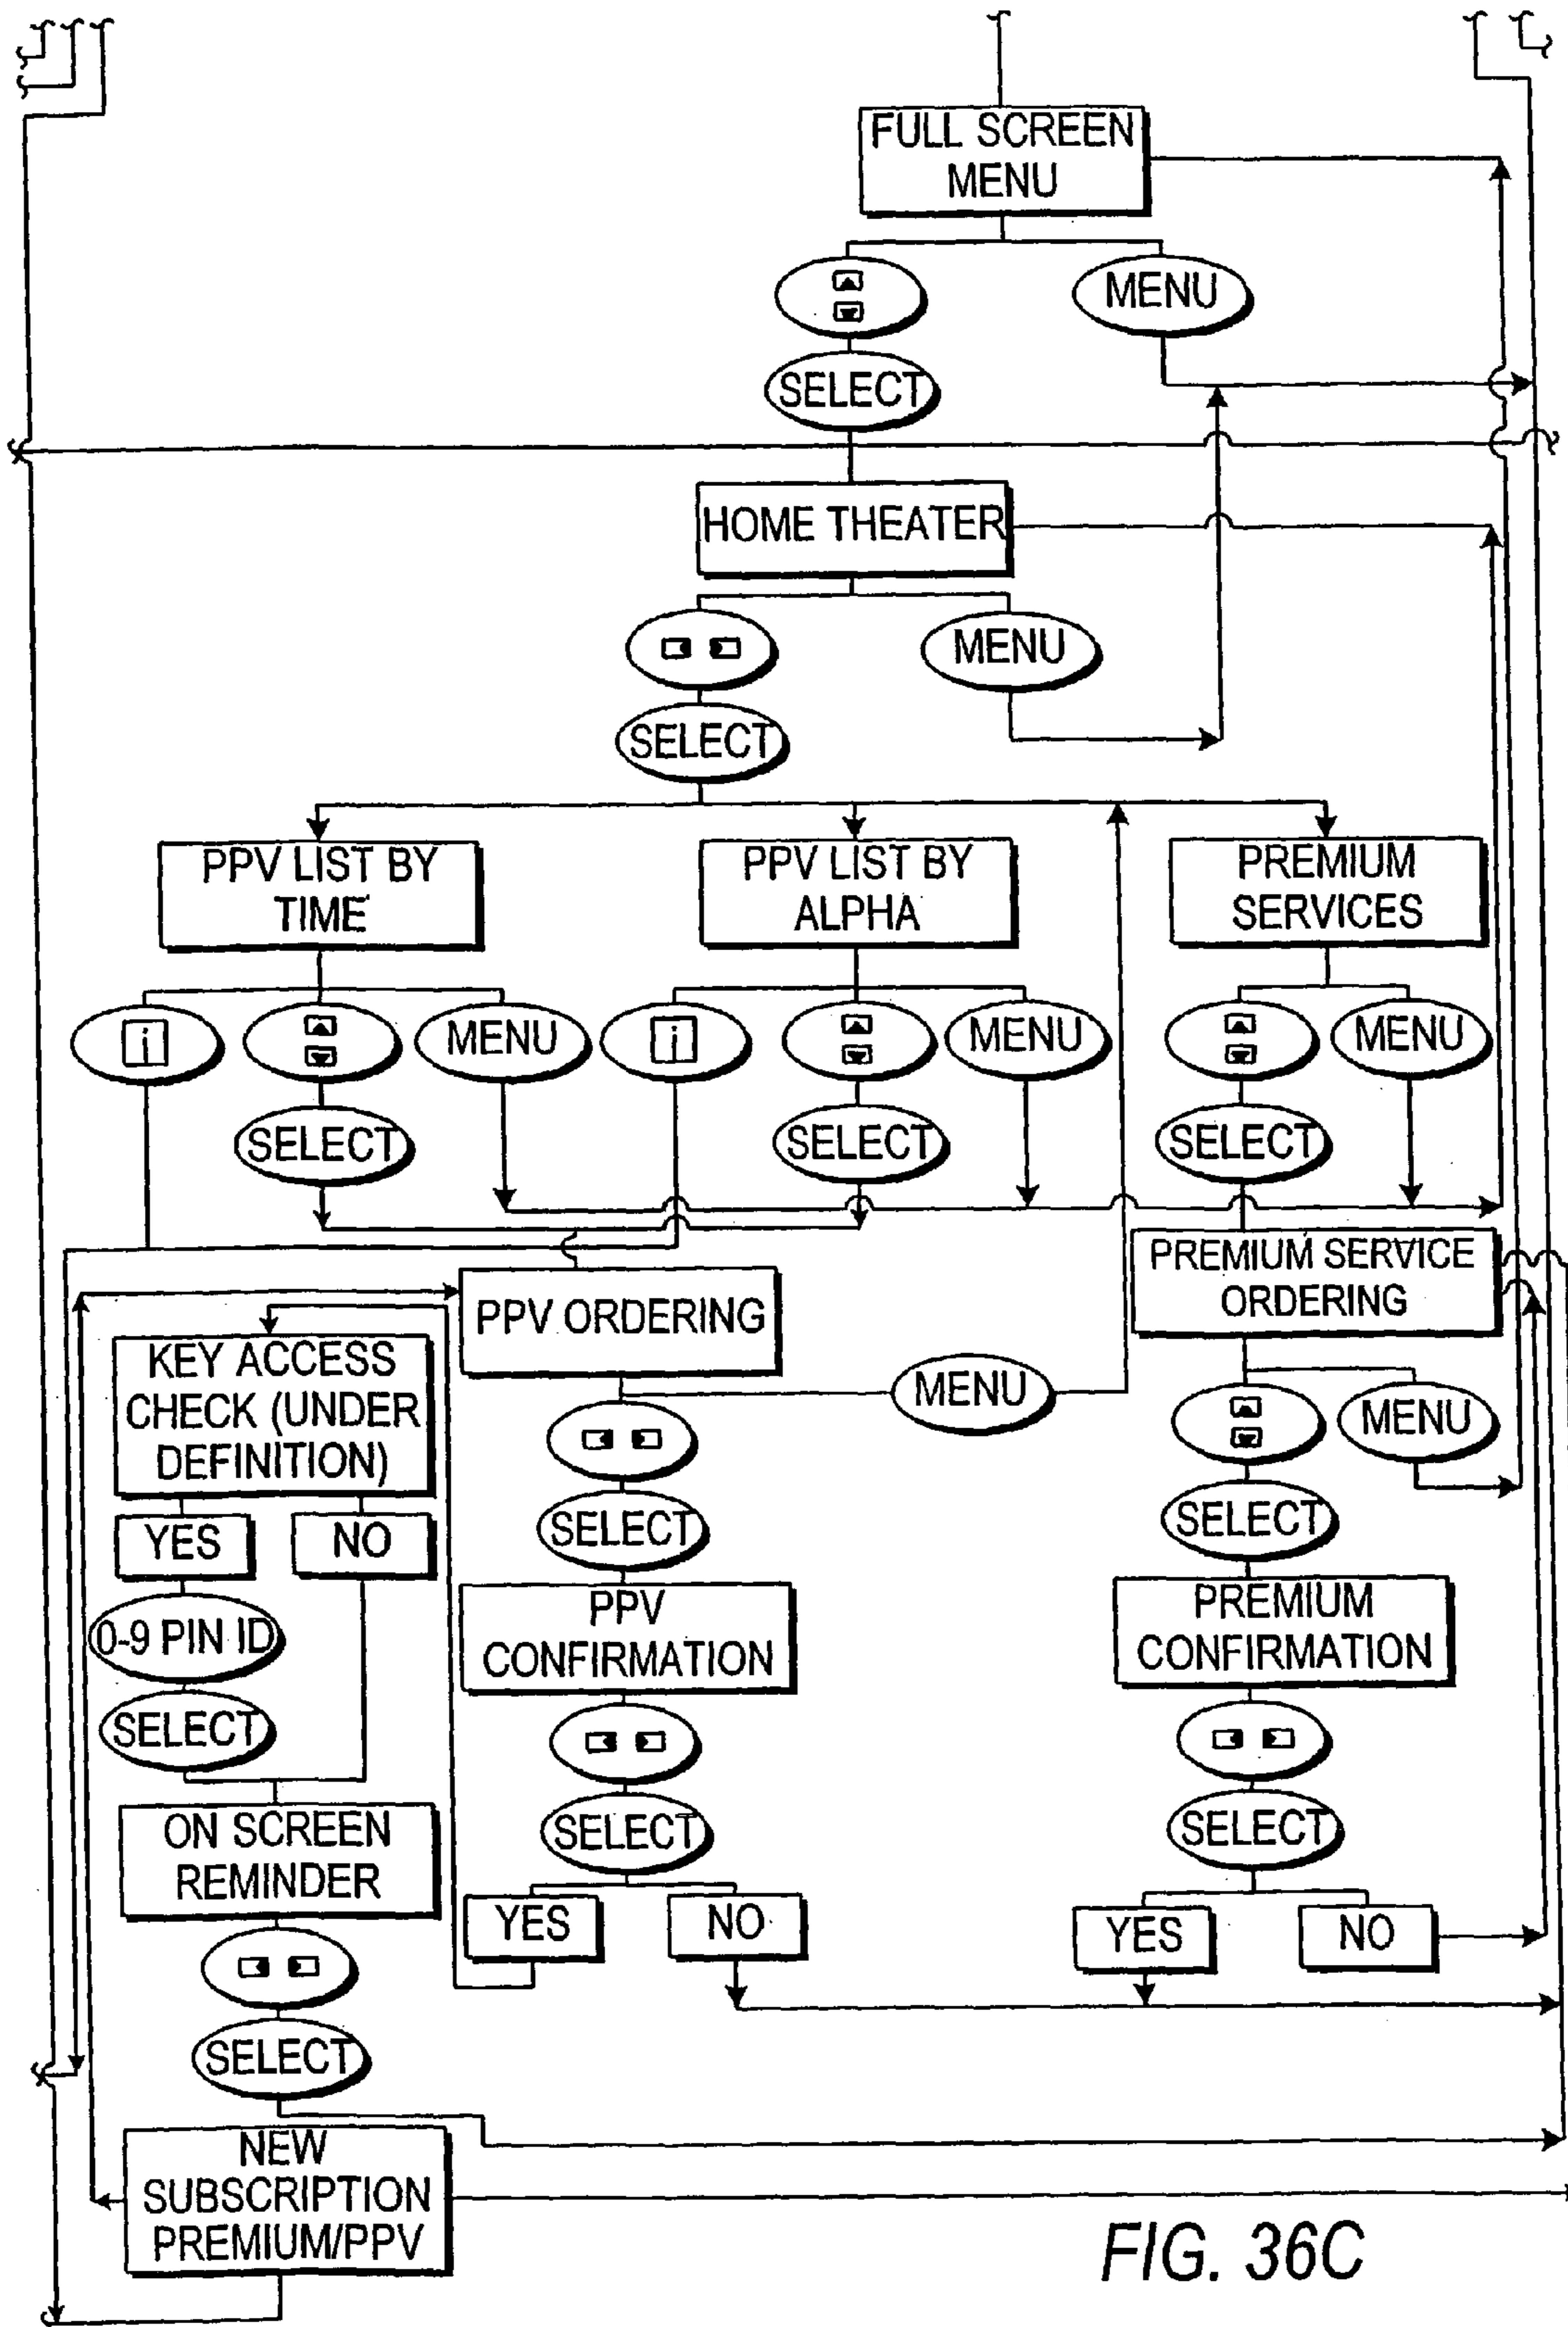 FULL SCREEN
MENU
MENU
SELECT
HOME THEATER
MENU
SELECT
PPV LIST BY
TIME
PPV LIST BY
ALPHA
PREMIUM
SERVICES
i
MENU
i
MENU
MENU
SELECT
SELECT
SELECT
PREMIUM SERVICE
ORDERING
PPV ORDERING
KEY ACCESS
CHECK (UNDER
DEFINITION)
MENU
MENU
SELECT
SELECT
YES
NO
PPV
CONFIRMATION
PREMIUM
CONFIRMATION
0-9 PIN ID
SELECT
ON SCREEN
REMINDER
SELECT
SELECT
YES
NO
YES
NO
SELECT
NEW
SUBSCRIPTION
PREMIUM/PPV
FIG. 36C